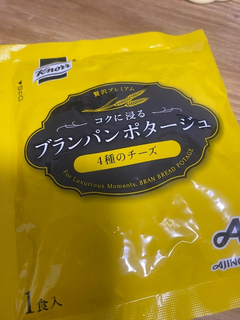 Knorr
贅沢プレミアム
コクに浸る
ブランパンポタージュ
4種のチーズ
For Luxurious Moments, BRAN BREAD POTAGE
1食入